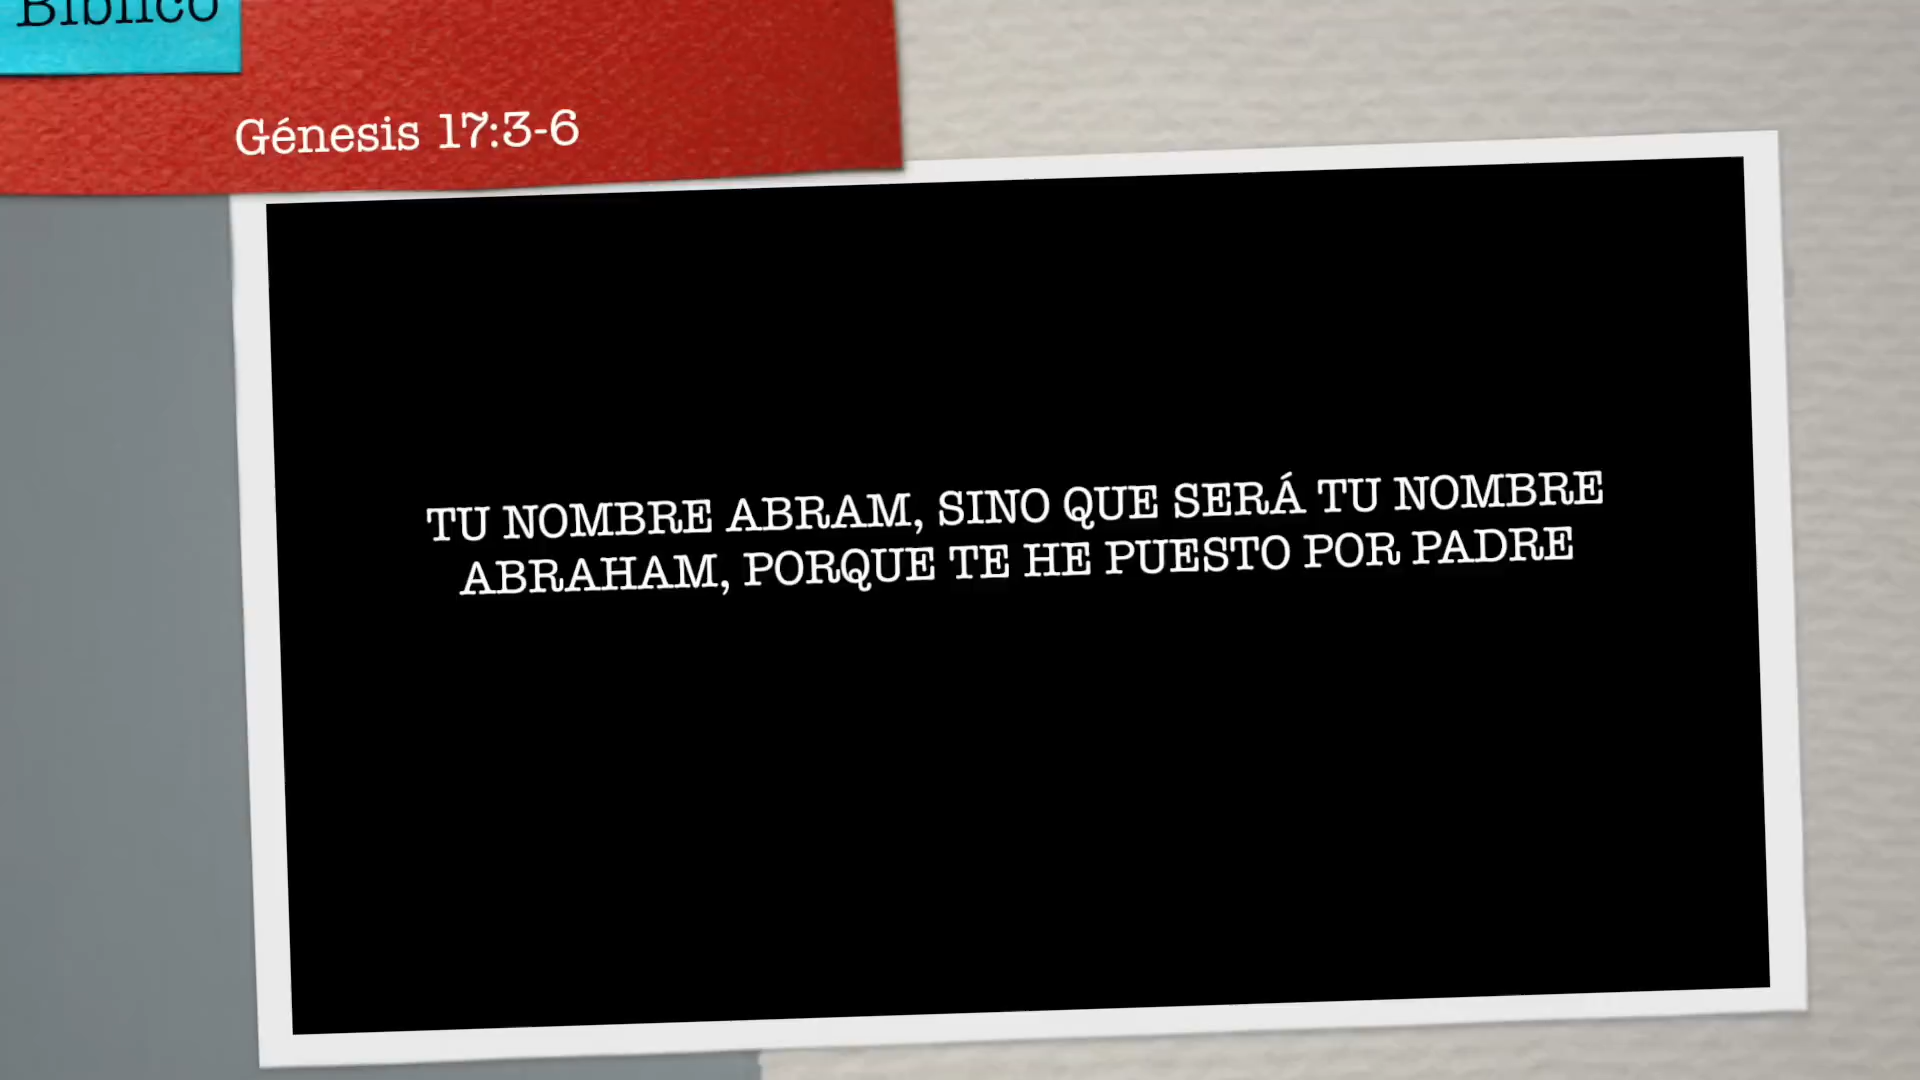 Bíblico
Génesis 17:3-6
TU NOMBRE ABRAM, SINO QUE SERÁ TU NOMBRE
ABRAHAM, PORQUE TE HE PUESTO POR PADRE